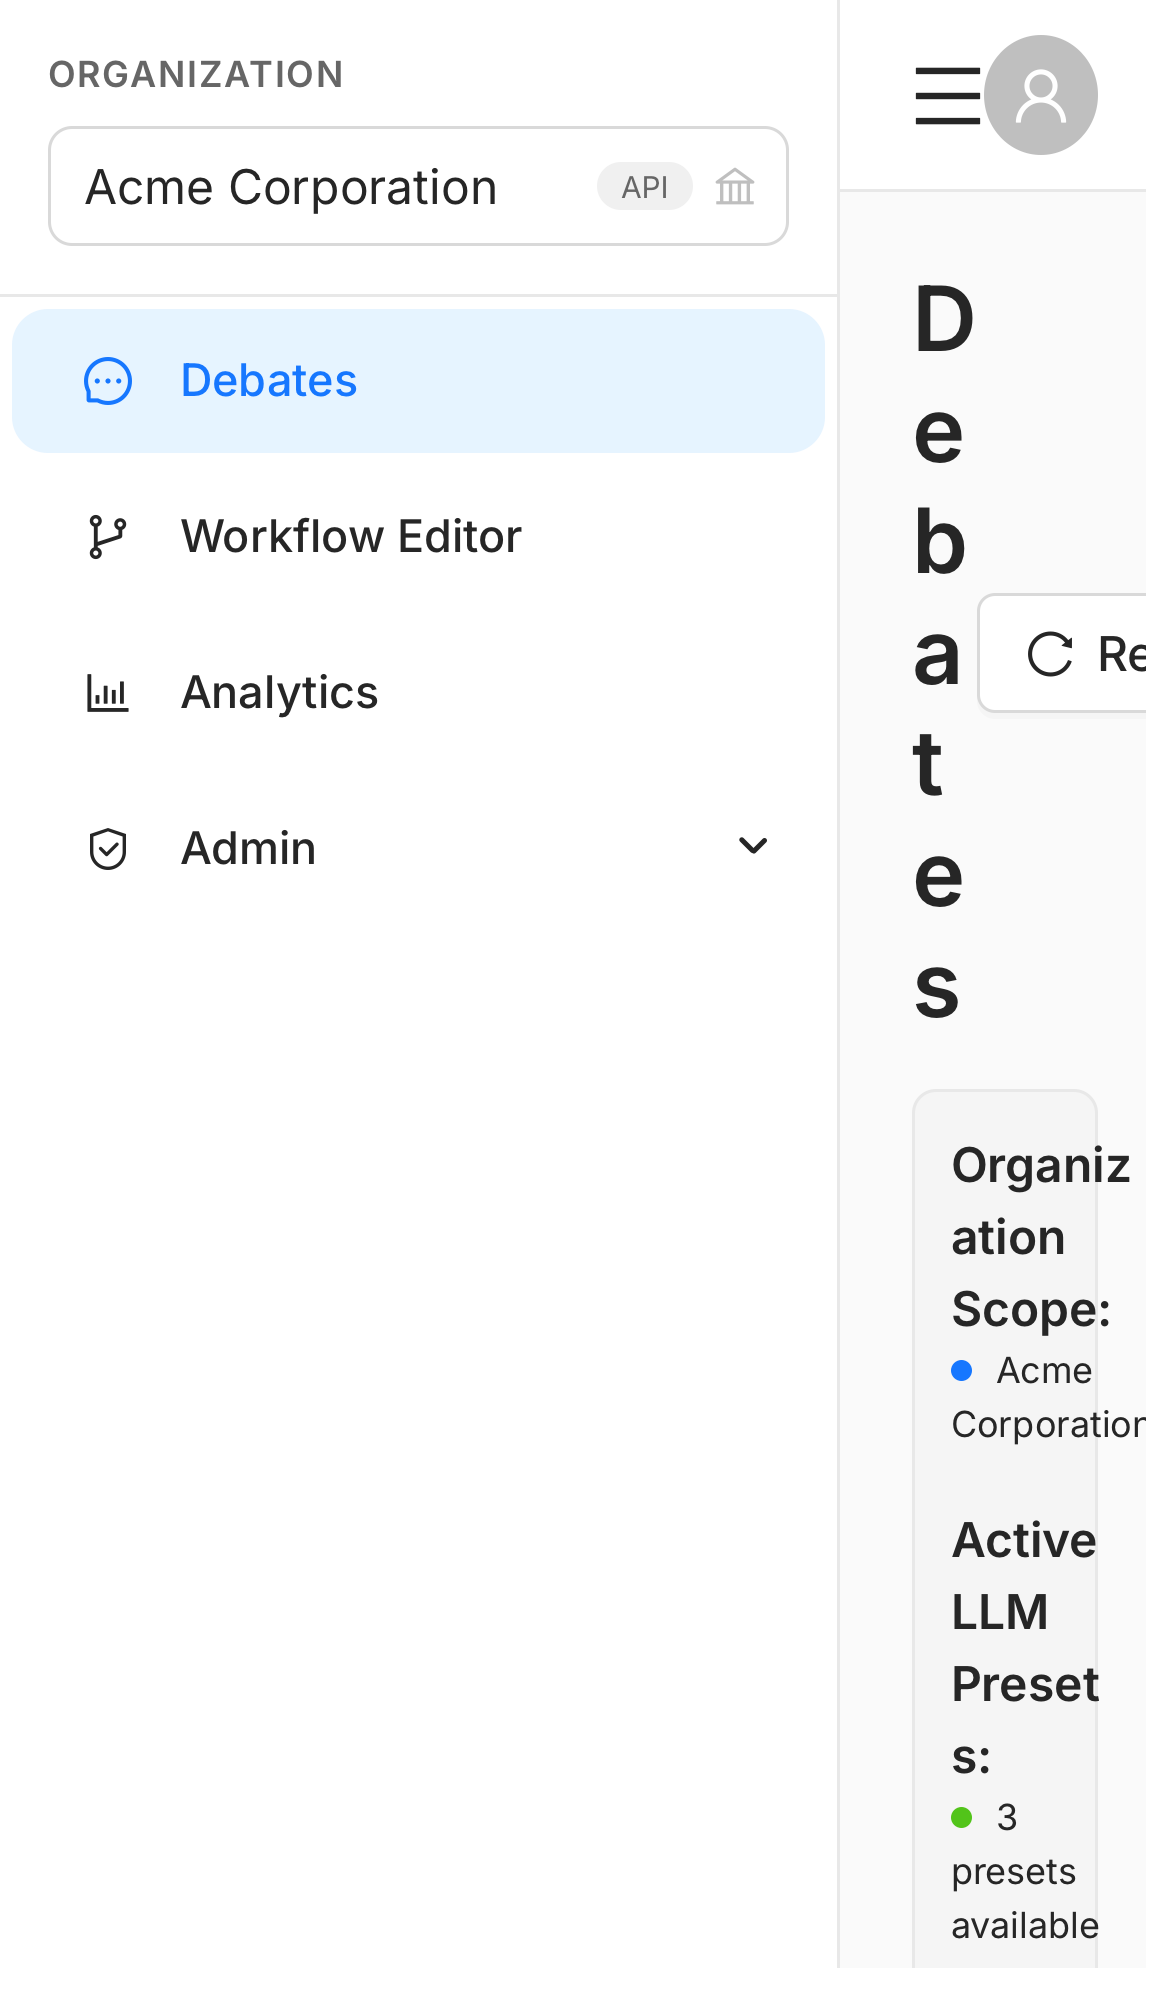 ORGANIZATION
Acme Corporation API
Debates
Workflow Editor
Analytics
Admin
D
e
b
a
t
e
s
Re
Organiz
ation
Scope:
Acme
Corporation
Active
LLM
Preset
s:
3
presets
available